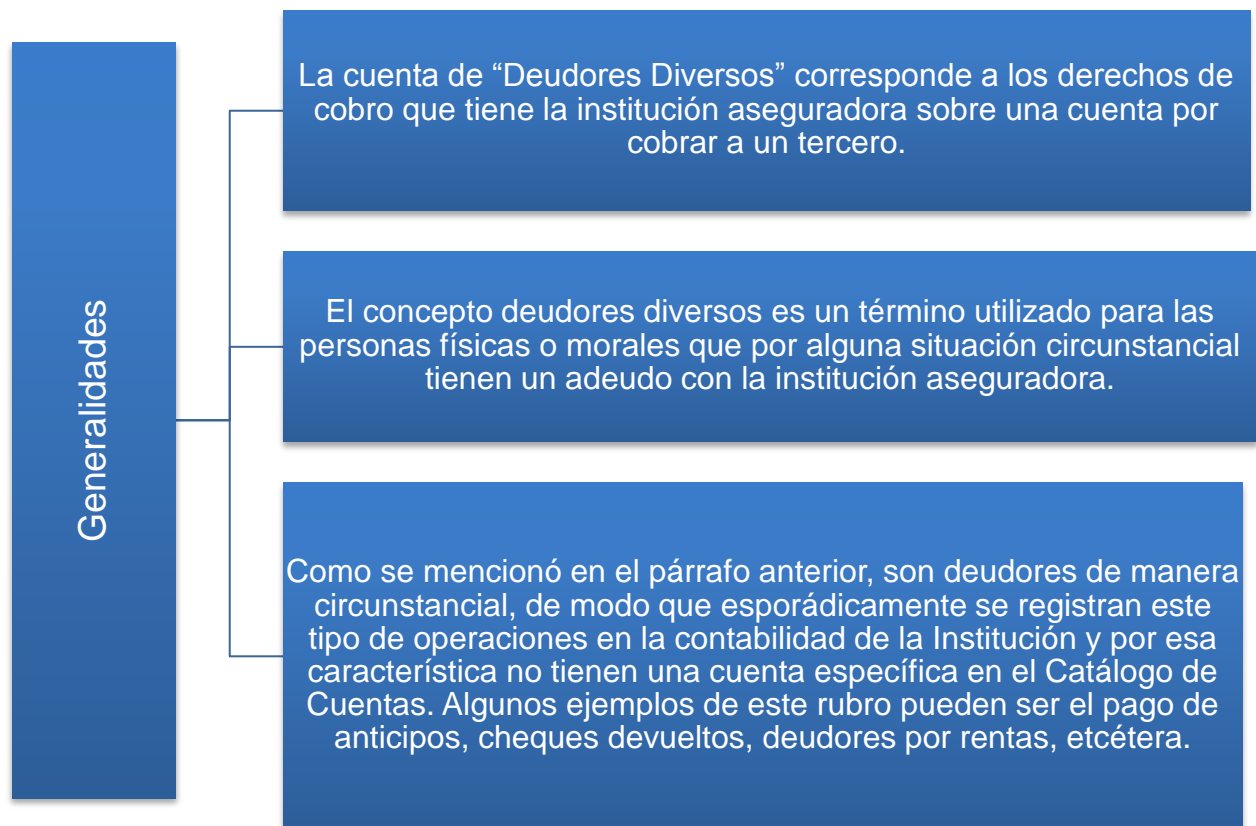 Generalidades
La cuenta de “Deudores Diversos” corresponde a los derechos de
cobro que tiene la institución aseguradora sobre una cuenta por
cobrar a un tercero.
El concepto deudores diversos es un término utilizado para las
personas físicas o morales que por alguna situación circunstancial
tienen un adeudo con la institución aseguradora.
Como se mencionó en el párrafo anterior, son deudores de manera
circunstancial, de modo que esporádicamente se registran este
tipo de operaciones en la contabilidad de la Institución y por esa
característica no tienen una cuenta específica en el Catálogo de
Cuentas. Algunos ejemplos de este rubro pueden ser el pago de
anticipos, cheques devueltos, deudores por rentas, etcétera.